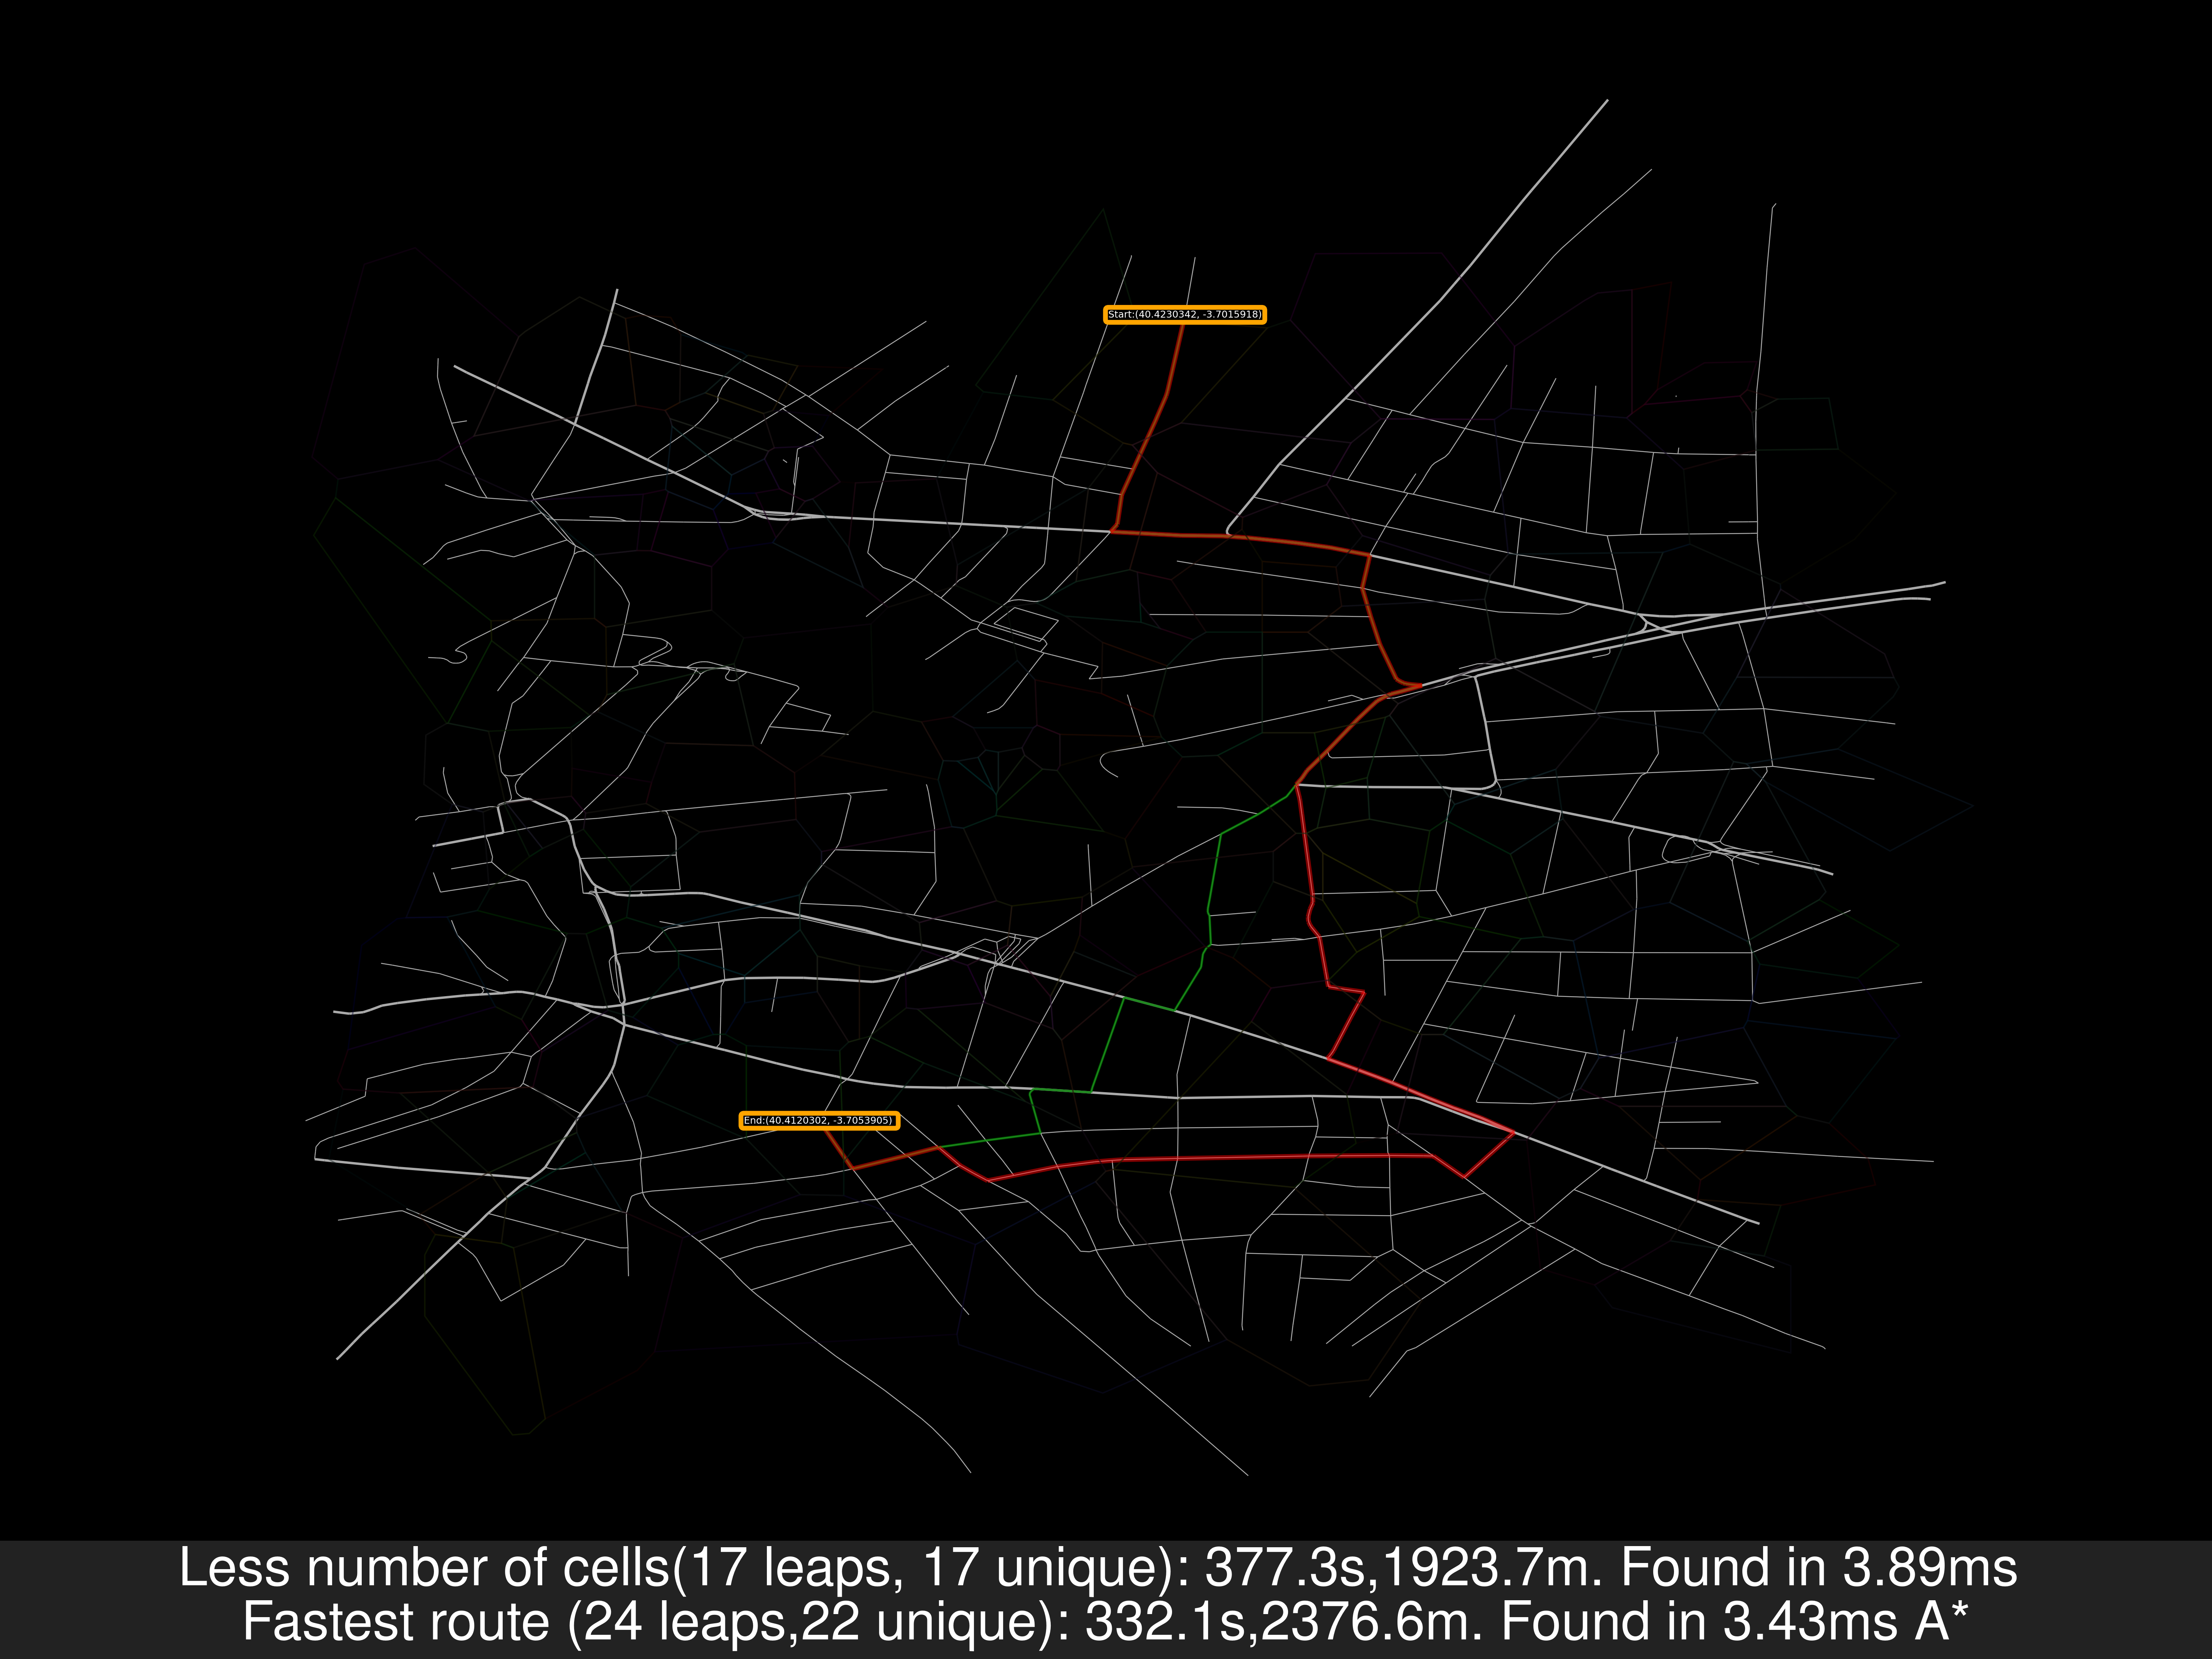 Start:(40.4230342, -3.7015918)
End:(40.4120302, -3.7053905)
Less number of cells(17 leaps, 17 unique): 377.3s,1923.7m. Found in 3.89ms
Fastest route (24 leaps,22 unique): 332.1s,2376.6m. Found in 3.43ms A*